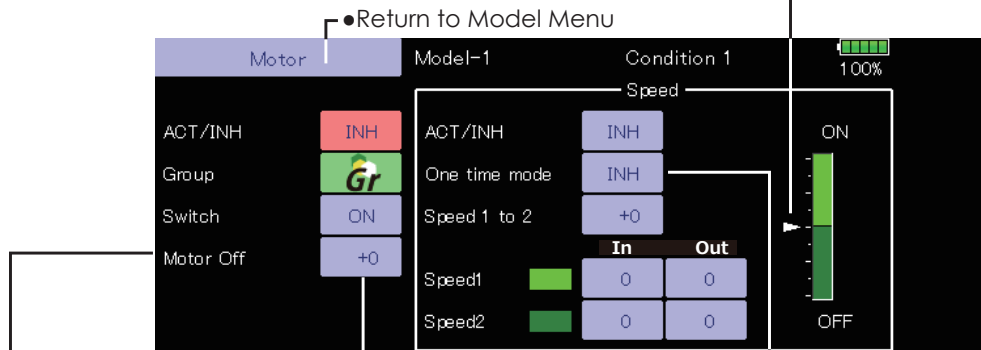 ●Return to Model Menu
Motor Model-1 Condition 1 100%
Speed
ACT/INH INH ACT/INH INH ON
Group Gr One time mode INH
Switch ON Speed 1 to 2 +0
Motor Off +0 In Out
Speed1 0 0
Speed2 0 0 OFF